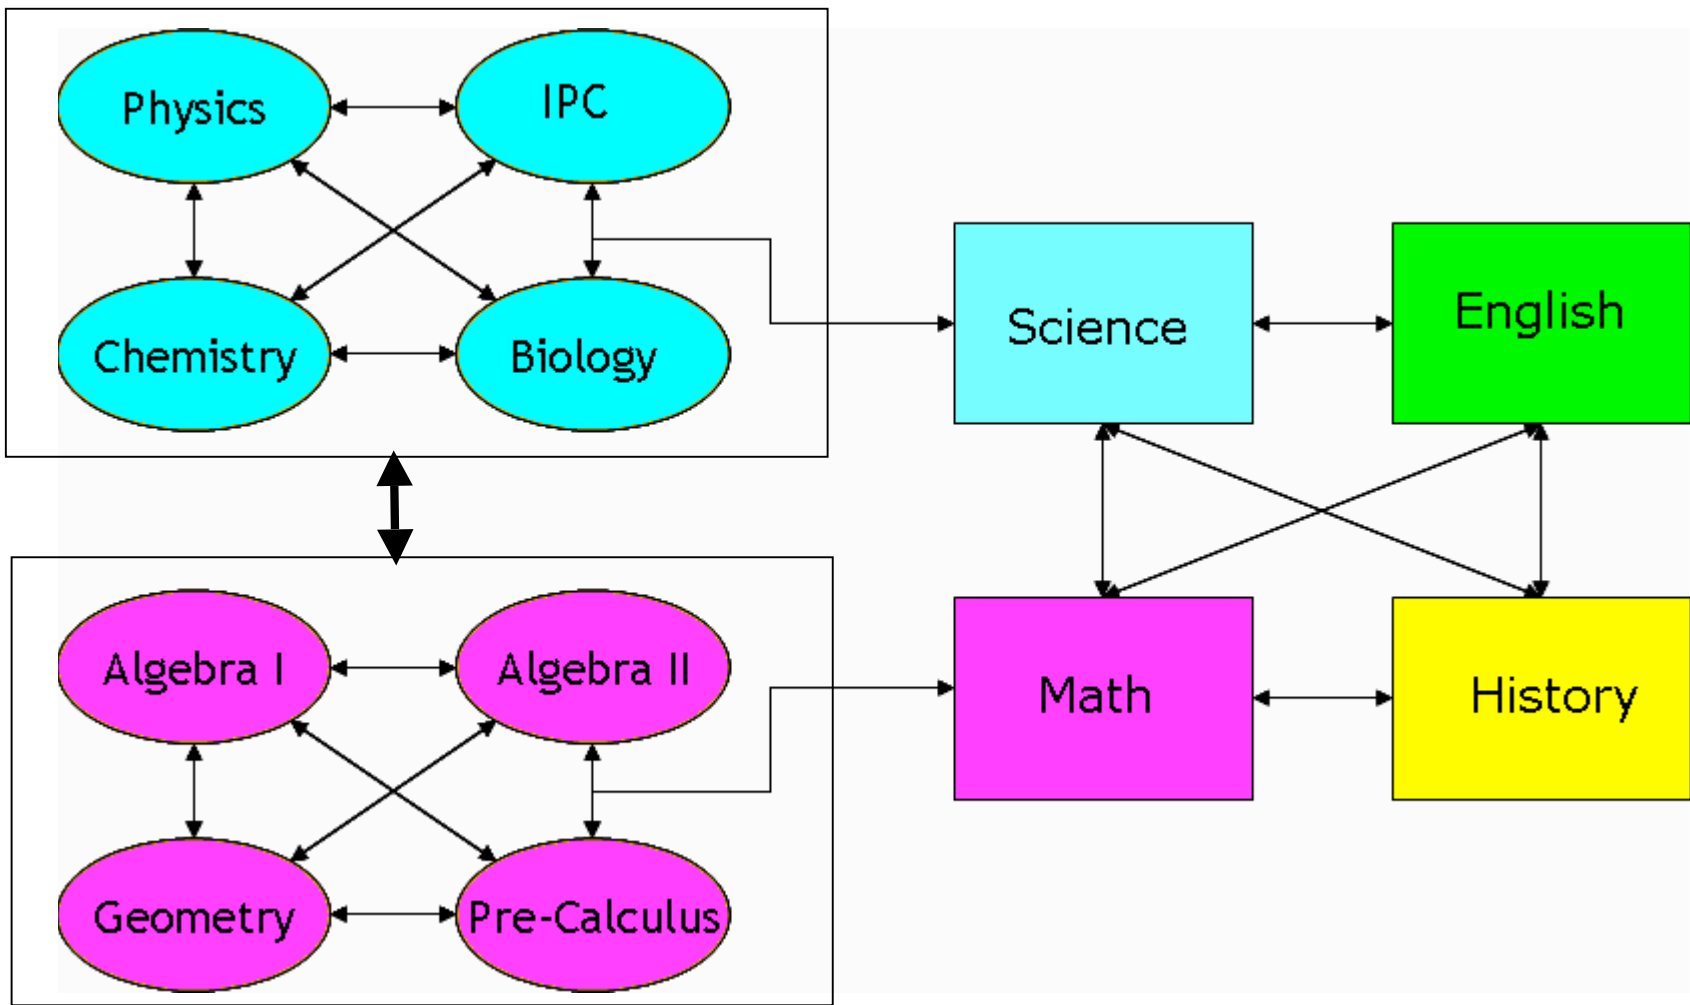 Physics
IPC
Chemistry
Biology
Science
English
Algebra I
Algebra II
Geometry
Pre-Calculus
Math
History